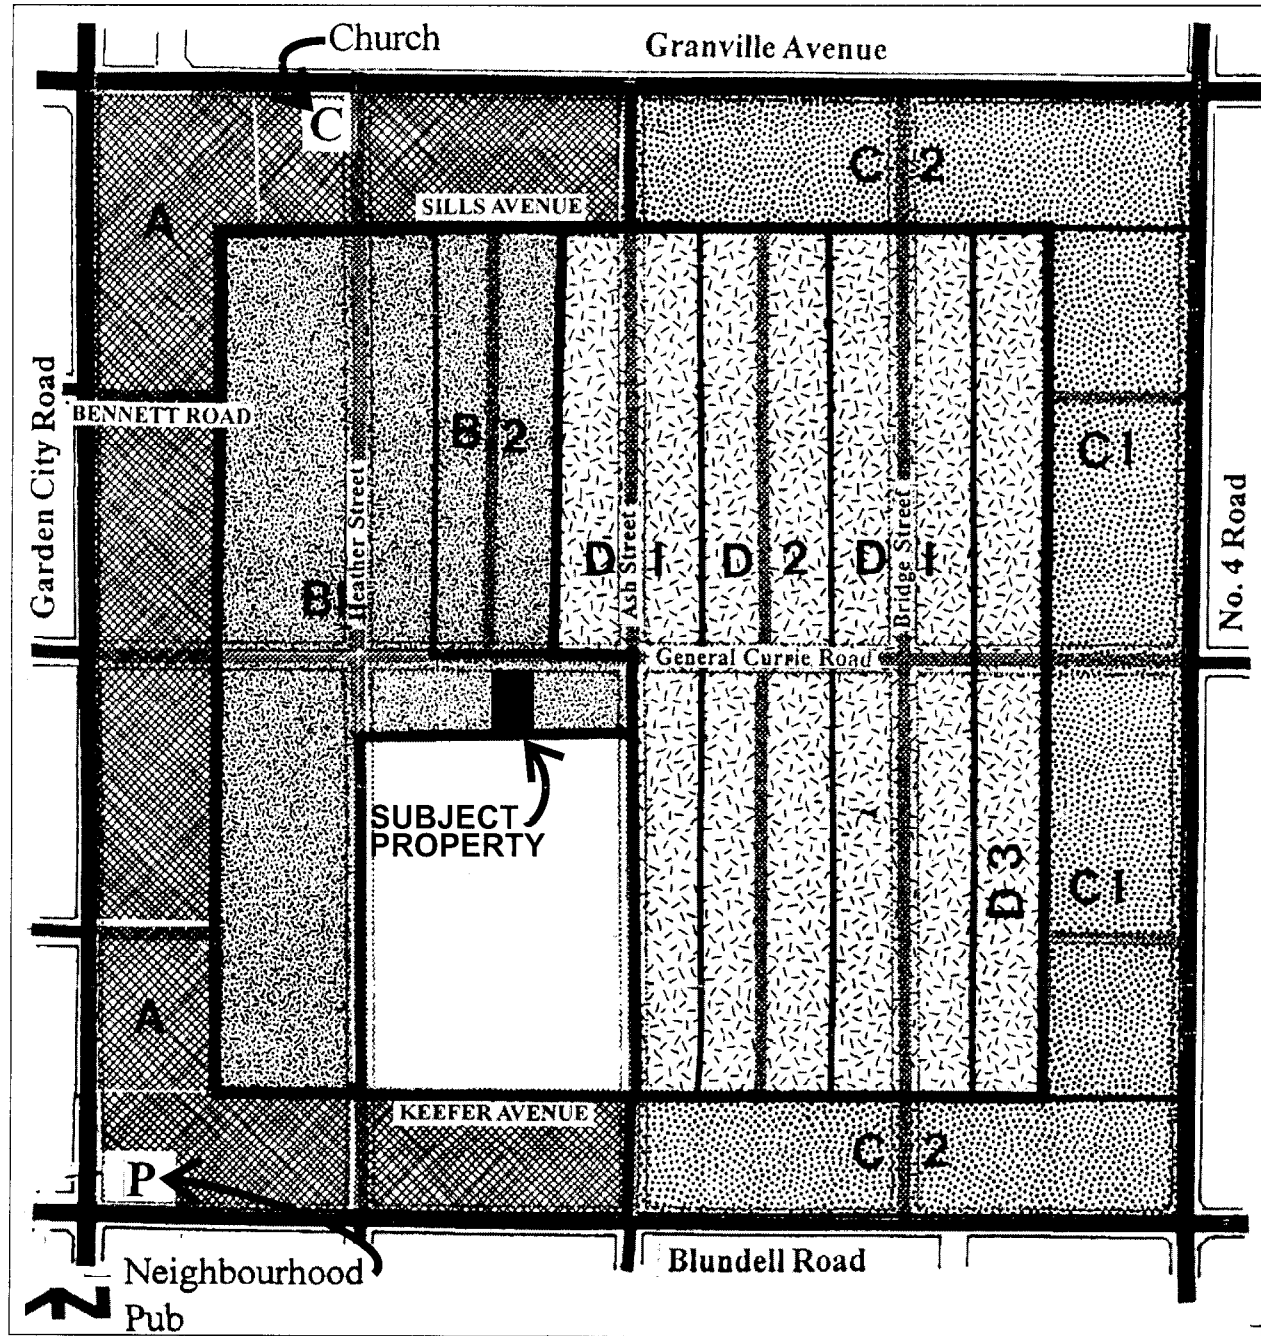 Church
Granville Avenue
C
C 2
SILLS AVENUE
A
BENNETT ROAD
Garden City Road
B 2
C1
Heather Street
Ash Street
Bridge Street
No. 4 Road
D 1
D 2
D 1
B1
General Currie Road
SUBJECT
PROPERTY
D 3
C1
A
KEEFER AVENUE
C 2
P
Blundell Road
Neighbourhood
Pub